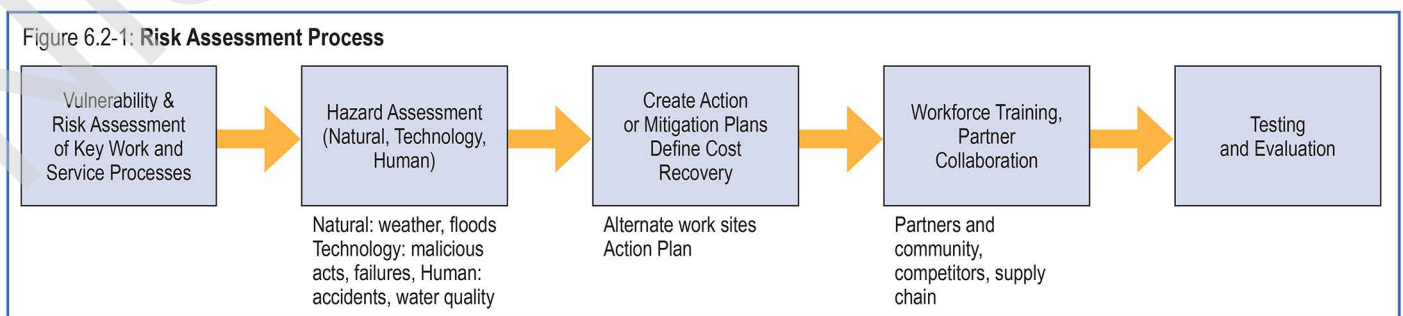 Figure 6.2-1: Risk Assessment Process
Vulnerability &
Risk Assessment
of Key Work and
Service Processes
Hazard Assessment
(Natural, Technology,
Human)
Natural: weather, floods
Technology: malicious
acts, failures, Human:
accidents, water quality
Create Action
or Mitigation Plans
Define Cost
Recovery
Alternate work sites
Action Plan
Workforce Training,
Partner
Collaboration
Partners and
community,
competitors, supply
chain
Testing
and Evaluation